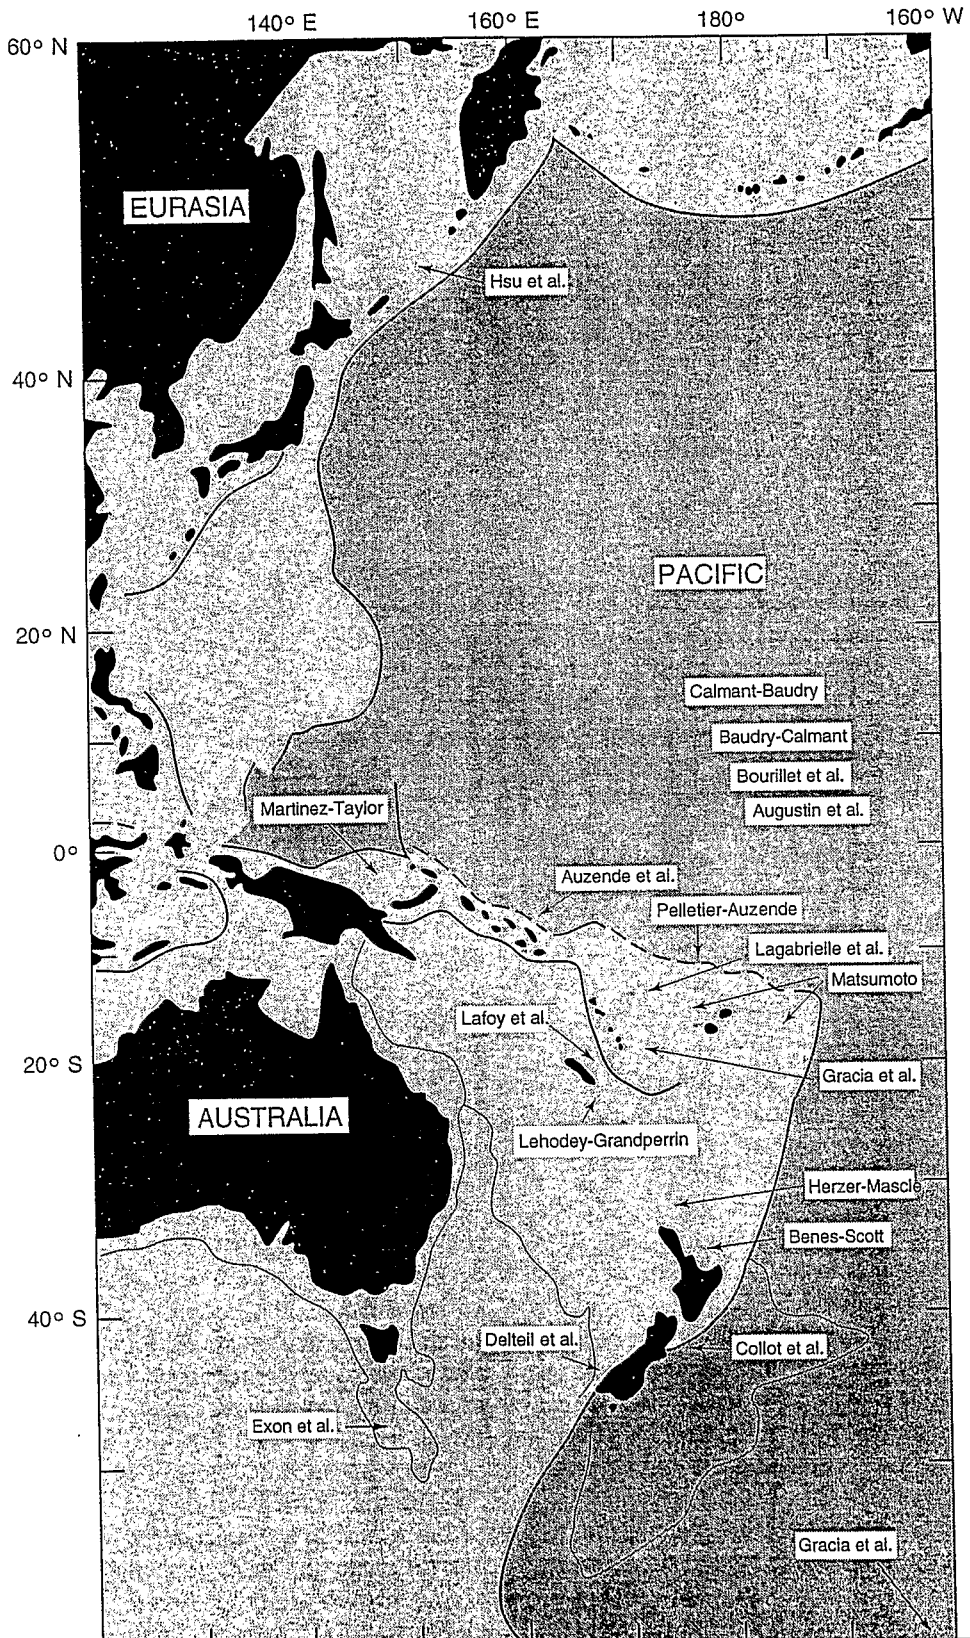 140° E
160° E
180°
160° W
60° N
EURASIA
Hsu et al.
40° N
PACIFIC
20° N
Calmant-Baudry
Baudry-Calmant
Bourillet et al.
Martinez-Taylor
Augustin et al.
0°
Auzende et al.
Pelletier-Auzende
Lagabrielle et al.
Matsumoto
Lafoy et al
20° S
Gracia et al.
AUSTRALIA
Lehodey-Grandperrin
Herzer-Mascle
Benes-Scott
40° S
Delteil et al.
Collot et al.
Exon et al.
Gracia et al.